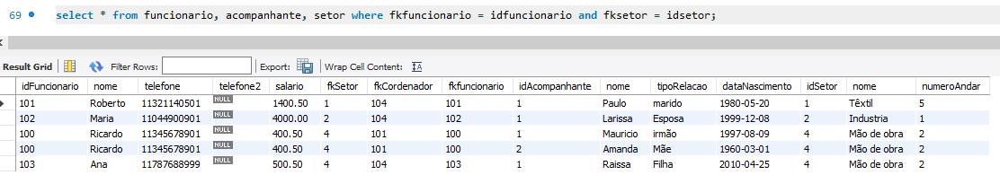 69 select * from funcionario, acompanhante, setor where fkfuncionario = idfuncionario and fksetor = idsetor;
Result Grid Filter Rows: Export: Wrap Cell Content: IA
idFuncionario nome telefone telefone2 salario fkSetor fkCordenador fkfuncionario idAcompanhante nome tipoRelacao dataNascimento idSetor nome numeroAndar
101 Roberto 11321140501 NULL 1400.50 1 104 101 1 Paulo marido 1980-05-20 1 Têxtil 5
102 Maria 11044900901 NULL 4000.00 2 104 102 1 Larissa Esposa 1999-12-08 2 Industria 1
100 Ricardo 11345678901 NULL 400.50 4 101 100 1 Mauricio irmão 1997-08-09 4 Mão de obra 2
100 Ricardo 11345678901 NULL 400.50 4 101 100 2 Amanda Mãe 1960-03-01 4 Mão de obra 2
103 Ana 11787688999 NULL 500.50 4 104 103 1 Raissa Filha 2010-04-25 4 Mão de obra 2